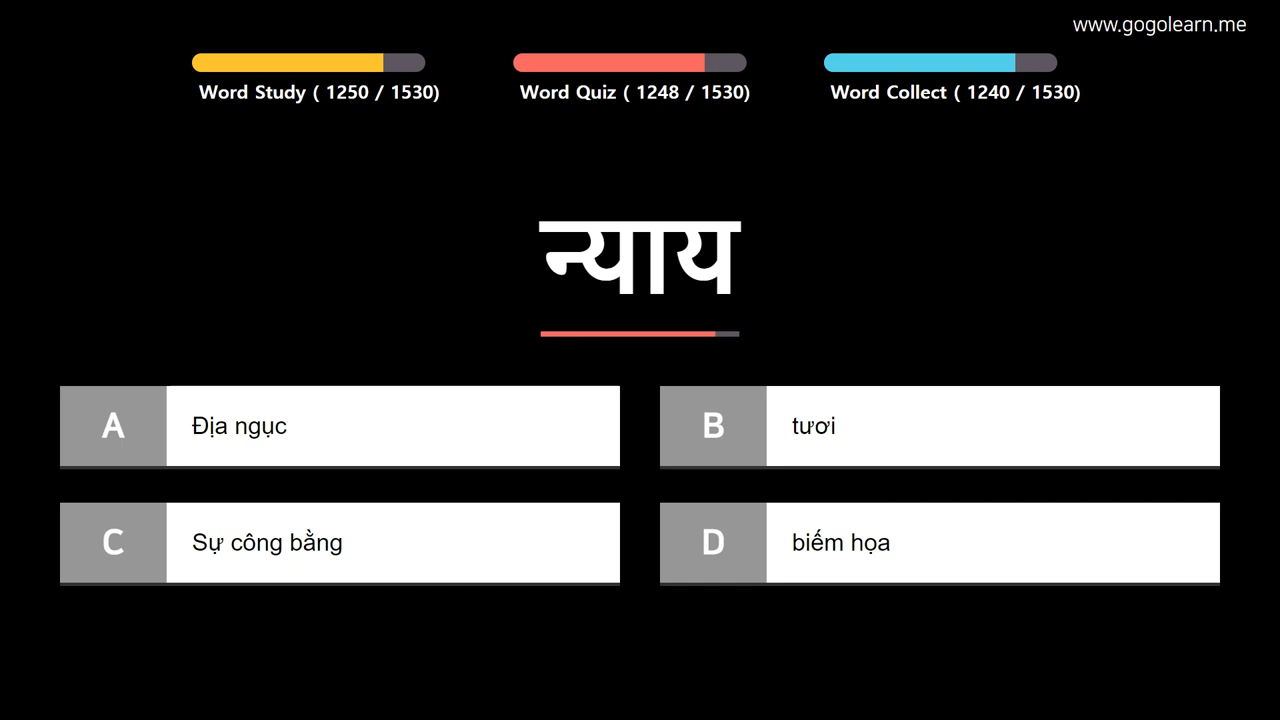 www.gogolearn.me
Word Study ( 1250 / 1530)
Word Quiz ( 1248 / 1530)
Word Collect ( 1240 / 1530)
न्याय
A Địa ngục
B tươi
C Sự công bằng
D biếm họa